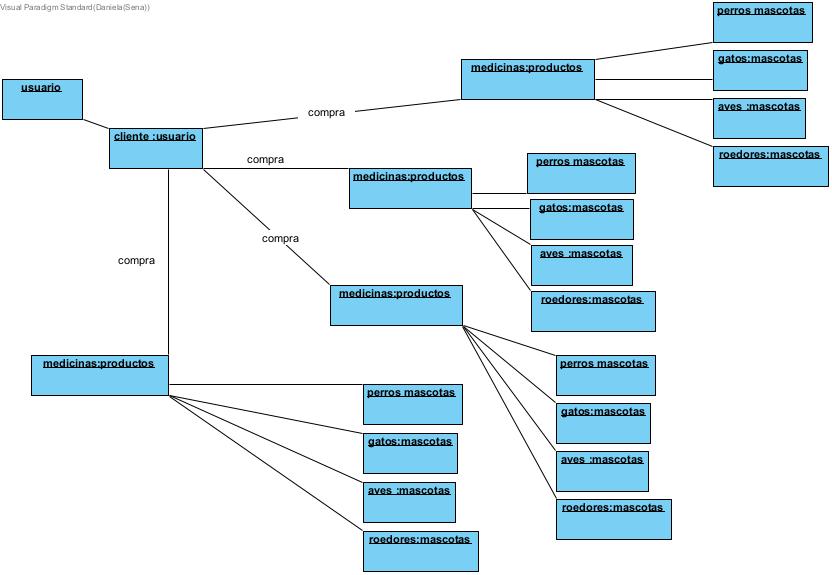 Visual Paradigm Standard(Daniela(Sena))
perros mascotas
gatos:mascotas
aves :mascotas
roedores:mascotas
medicinas:productos
usuario
compra
cliente :usuario
compra
medicinas:productos
perros mascotas
gatos:mascotas
aves :mascotas
roedores:mascotas
compra
compra
medicinas:productos
medicinas:productos
perros mascotas
gatos:mascotas
aves :mascotas
roedores:mascotas
perros mascotas
gatos:mascotas
aves :mascotas
roedores:mascotas